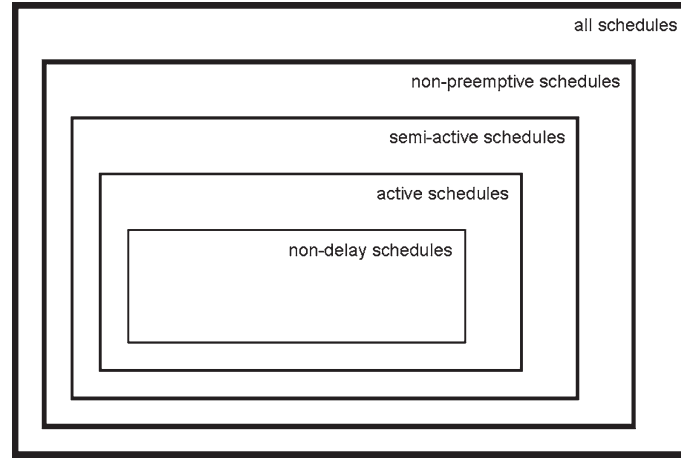 all schedules
non-preemptive schedules
semi-active schedules
active schedules
non-delay schedules